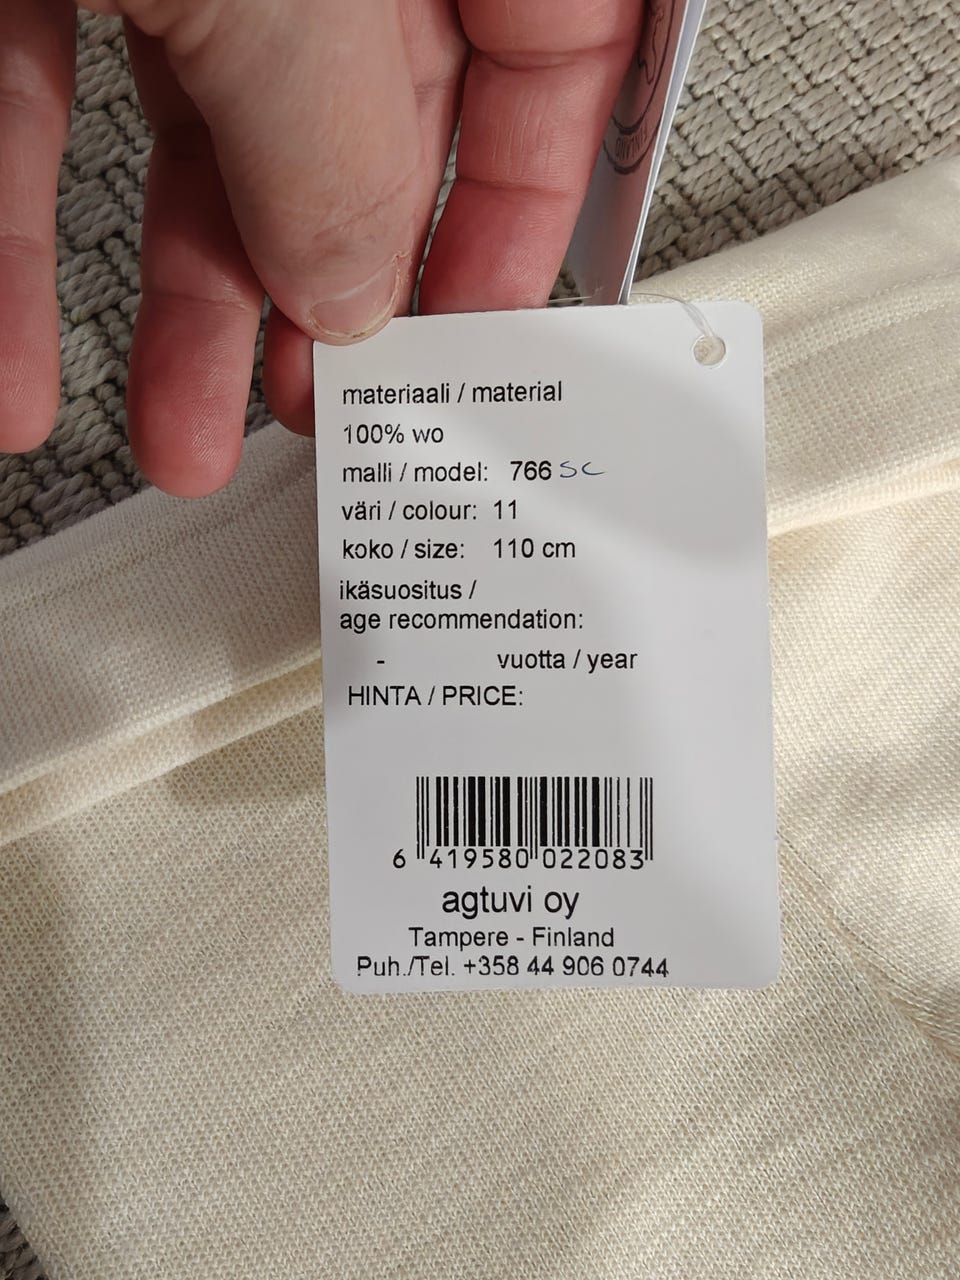 FINLAND
materiaali / material
100% wo
malli / model: 766 SC
väri / colour: 11
koko / size: 110 cm
ikäsuositus /
age recommendation:
- vuotta / year
HINTA / PRICE:
6 419580 022083
agtuvi oy
Tampere - Finland
Puh./Tel. +358 44 906 0744